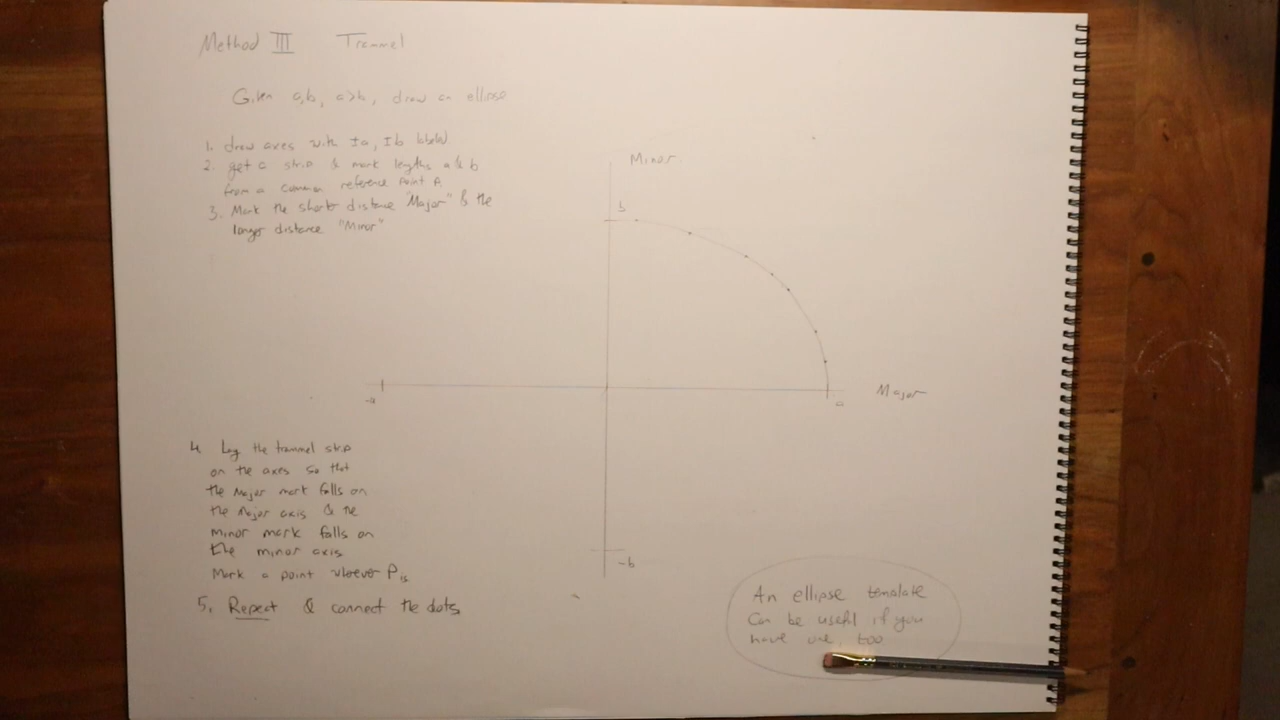 Method III Trammel
Given a,b, a>b, draw an ellipse
1. draw axes with ±a, ±b labeled
2. get a strip & mark lengths a & b
from a common reference point P.
3. Mark the shorter distance "Major" & the
longer distance "Minor"
Minor
b
-a
a
Major
-b
4. Lay the trammel strip
on the axes so that
the Major mark falls on
the Major axis & the
minor mark falls on
the minor axis
Mark a point wherever P is
5. Repeat & connect the dots
An ellipse template
Can be useful if you
have one, too